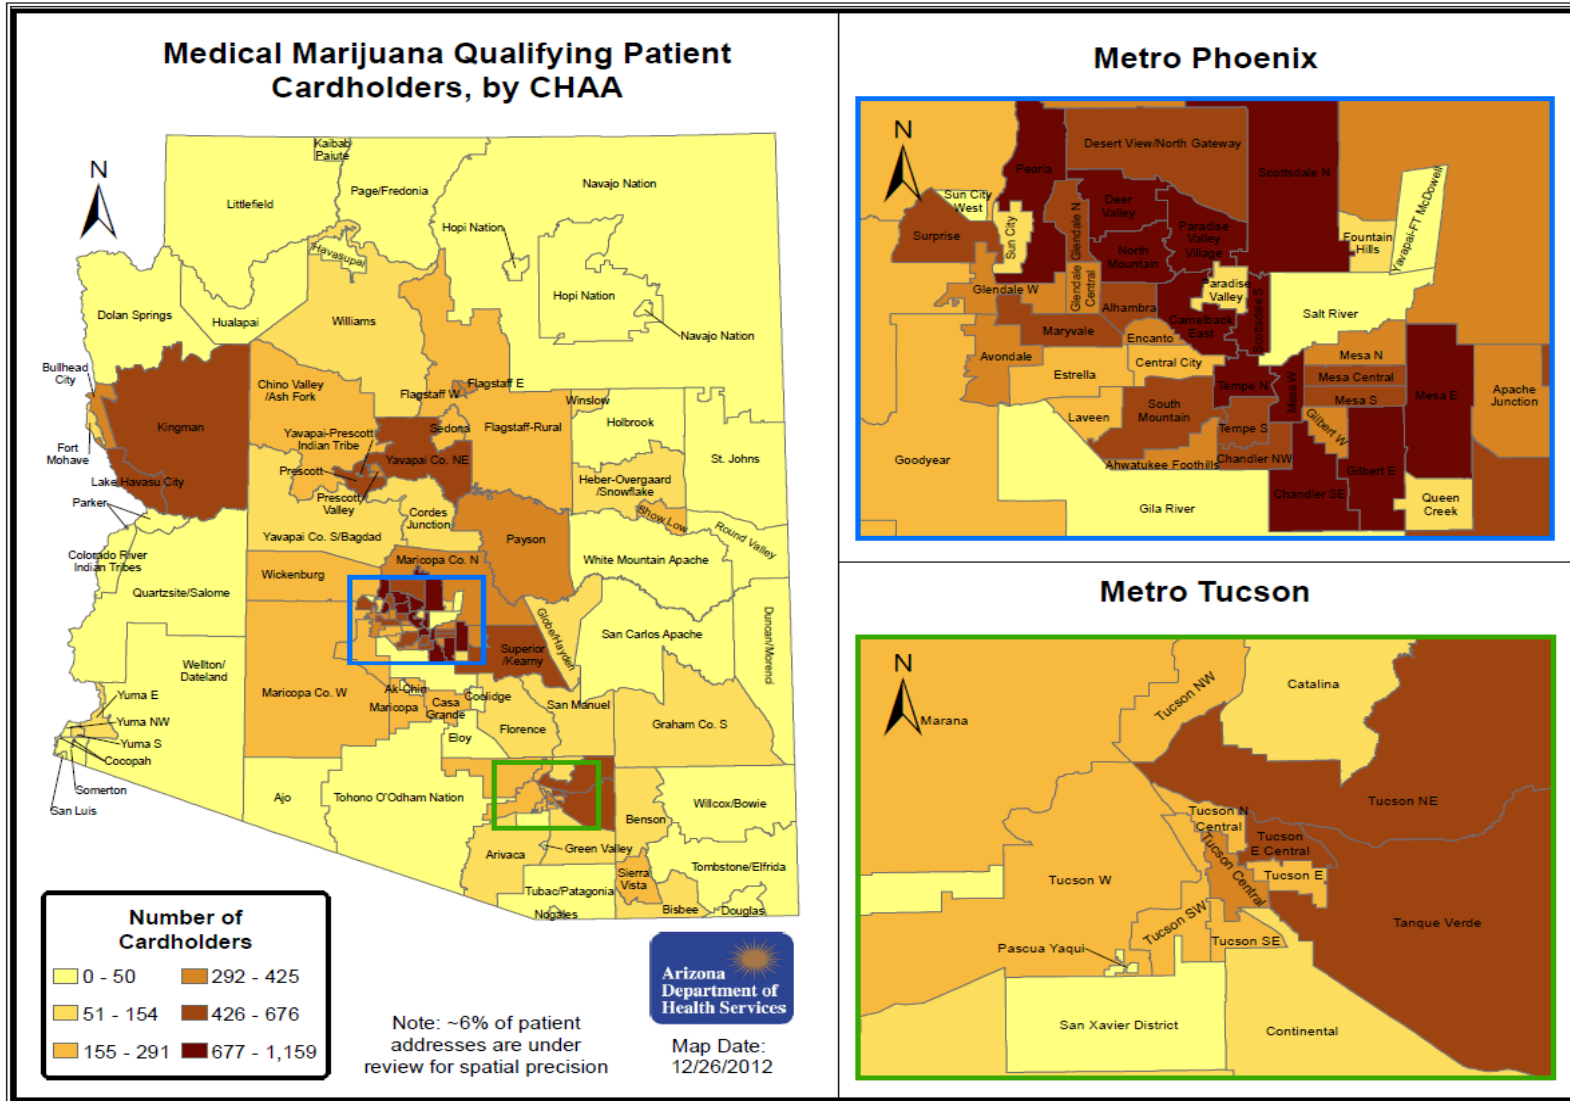 Medical Marijuana Qualifying Patient
Cardholders, by CHAA
N
Kaibab
Paiute
Littlefield
Page/Fredonia
Navajo Nation
Hopi Nation
Havasupai
Hopi Nation
Navajo Nation
Dolan Springs
Hualapai
Williams
Bullhead
City
Kingman
Chino Valley
/Ash Fork
Flagstaff W
Flagstaff E
Winslow
Holbrook
Sedona
Flagstaff-Rural
St. Johns
Yavapai-Prescott
Indian Tribe
Yavapai Co. NE
Fort
Mohave
Prescott
Lake Havasu City
Prescott
Valley
Heber-Overgaard
/Snowflake
Parker
Cordes
Junction
Show Low
Round Valley
Yavapai Co. S/Bagdad
Payson
Colorado River
Indian Tribes
Maricopa Co. N
White Mountain Apache
Wickenburg
Quartzsite/Salome
Globe/Hayden
San Carlos Apache
Duncan/Morenci
Superior
/Kearny
Wellton/
Dateland
Maricopa Co. W
Ak-Chin
Coolidge
Maricopa
Casa
Grande
San Manuel
Yuma E
Yuma NW
Yuma S
Cocopah
Somerton
San Luis
Florence
Graham Co. S
Eloy
Ajo
Tohono O'Odham Nation
Willcox/Bowie
Benson
Arivaca
Green Valley
Tombstone/Elfrida
Sierra
Vista
Tubac/Patagonia
Nogales
Bisbee
Douglas
Number of
Cardholders
0 - 50
292 - 425
51 - 154
426 - 676
155 - 291
677 - 1,159
Note: ~6% of patient
addresses are under
review for spatial precision
Arizona
Department of
Health Services
Map Date:
12/26/2012
Metro Phoenix
N
Desert View/North Gateway
Peoria
Scottsdale N
Sun City
West
Deer
Valley
Yavapai-FT McDowell
Surprise
Sun City
Glendale N
Paradise
Valley
Village
Fountain
Hills
North
Mountain
Glendale W
Glendale
Central
Paradise
Valley
Alhambra
Camelback
East
Scottsdale S
Salt River
Maryvale
Encanto
Avondale
Central City
Mesa N
Estrella
Mesa Central
Tempe N
Mesa W
Mesa S
Mesa E
Apache
Junction
Laveen
South
Mountain
Tempe S
Gilbert W
Goodyear
Ahwatukee Foothills
Chandler NW
Gilbert E
Chandler SE
Queen
Creek
Gila River
Metro Tucson
N
Marana
Tucson NW
Catalina
Tucson NE
Tucson N
Central
Tucson
E Central
Tucson W
Tucson Central
Tucson E
Tanque Verde
Tucson SW
Tucson SE
Pascua Yaqui
San Xavier District
Continental